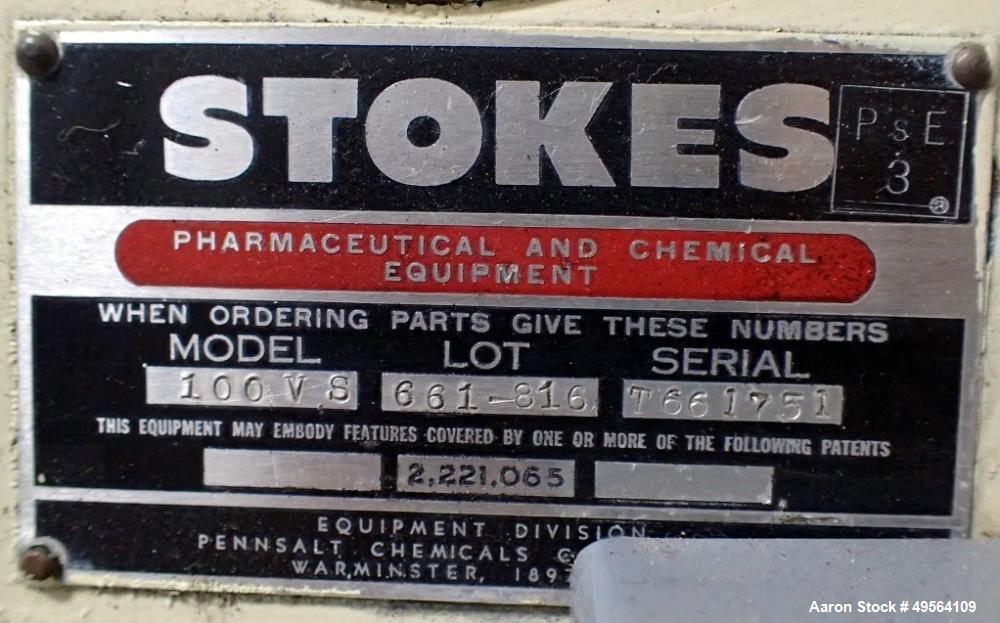 STOKES
P & E
3
®
PHARMACEUTICAL AND CHEMICAL
EQUIPMENT
WHEN ORDERING PARTS GIVE THESE NUMBERS
MODEL LOT SERIAL
100 V S 661-816 T661751
THIS EQUIPMENT MAY EMBODY FEATURES COVERED BY ONE OR MORE OF THE FOLLOWING PATENTS
2,221,065
EQUIPMENT DIVISION
PENNSALT CHEMICALS
WARMINSTER, 1897
Aaron Stock # 49564109